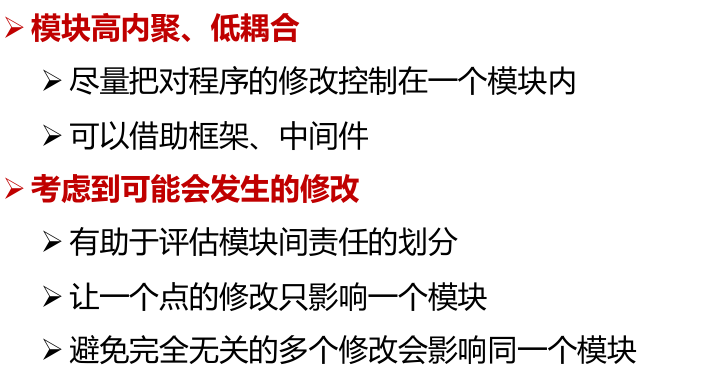 ➢ 模块高内聚、低耦合
➢ 尽量把对程序的修改控制在一个模块内
➢ 可以借助框架、中间件
➢ 考虑到可能会发生的修改
➢ 有助于评估模块间责任的划分
➢ 让一个点的修改只影响一个模块
➢ 避免完全无关的多个修改会影响同一个模块